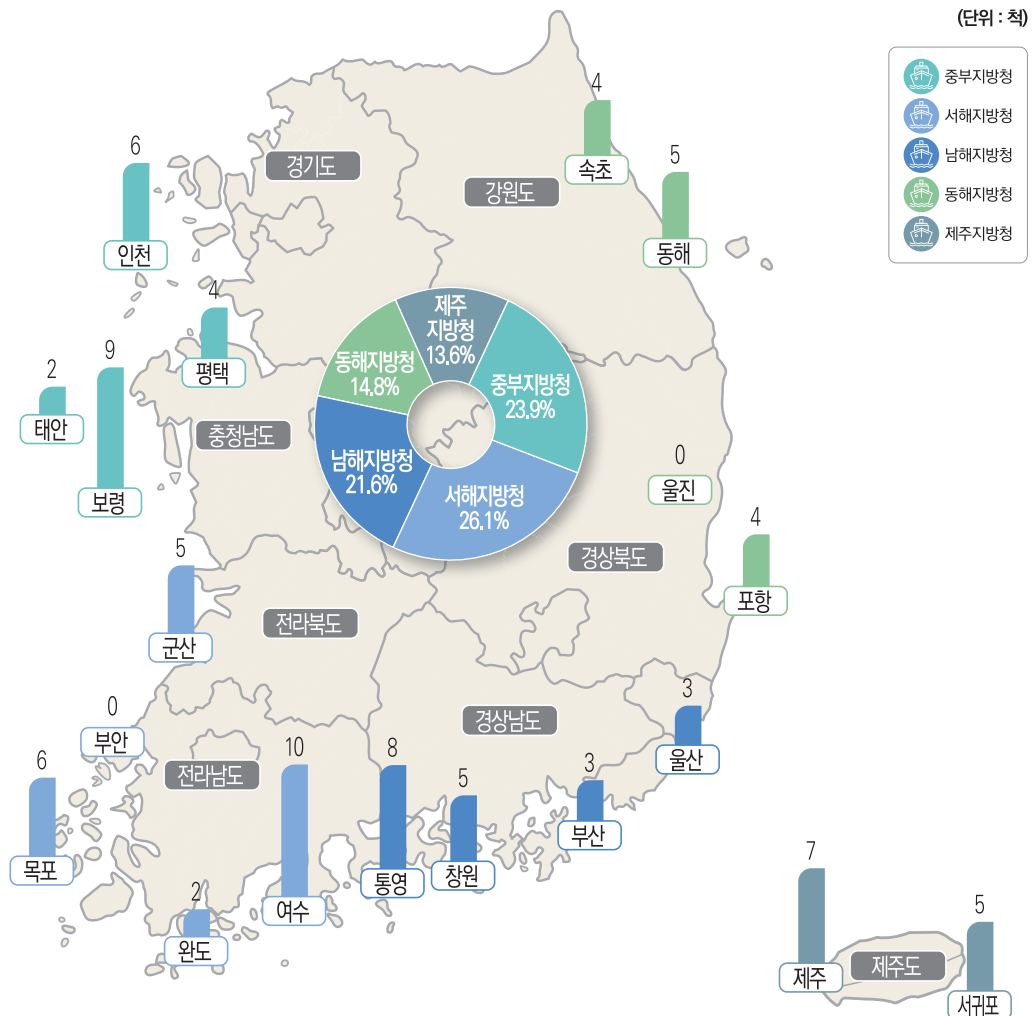 (단위 : 척)
중부지방청
서해지방청
남해지방청
동해지방청
제주지방청
4
속초
5
동해
6
인천
경기도
강원도
4
평택
2
태안
9
보령
충청남도
제주
지방청
13.6%
동해지방청
14.8%
중부지방청
23.9%
남해지방청
21.6%
서해지방청
26.1%
0
울진
4
포항
경상북도
5
군산
전라북도
0
부안
경상남도
3
울산
6
목포
전라남도
10
여수
8
통영
5
창원
3
부산
2
완도
7
제주
제주도
5
서귀포